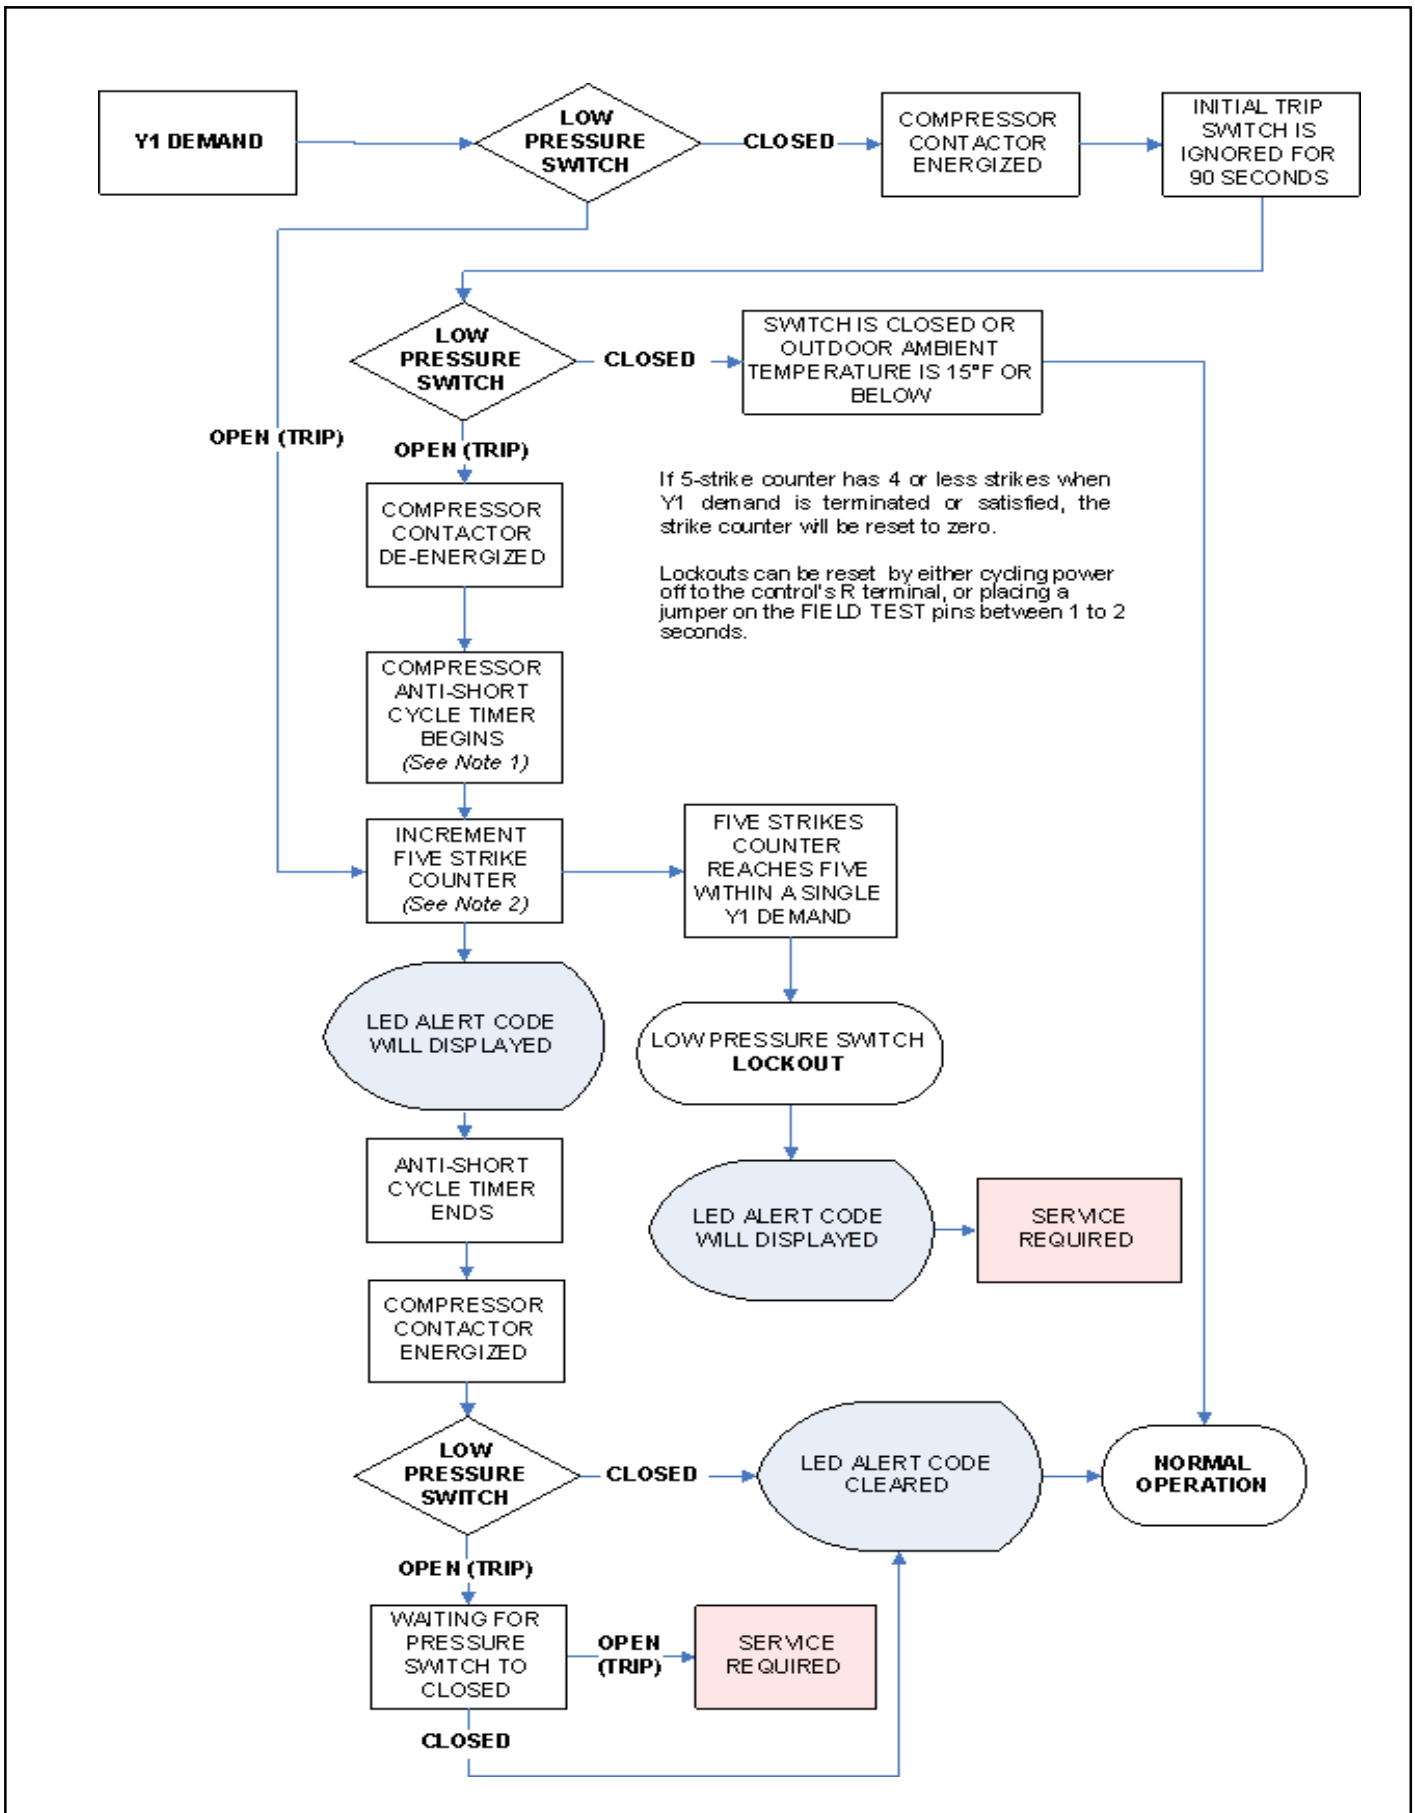 Y1 DEMAND
LOW
PRESSURE
SWITCH
CLOSED
COMPRESSOR
CONTACTOR
ENERGIZED
INITIAL TRIP
SWITCH IS
IGNORED FOR
90 SECONDS
LOW
PRESSURE
SWITCH
CLOSED
SWITCH IS CLOSED OR
OUTDOOR AMBIENT
TEMPERATURE IS 15°F OR
BELOW
OPEN (TRIP)
OPEN (TRIP)
If 5-strike counter has 4 or less strikes when
Y1 demand is terminated or satisfied, the
strike counter will be reset to zero.
Lockouts can be reset by either cycling power
off to the control's R terminal, or placing a
jumper on the FIELD TEST pins between 1 to 2
seconds.
COMPRESSOR
CONTACTOR
DE-ENERGIZED
COMPRESSOR
ANTI-SHORT
CYCLE TIMER
BEGINS
(See Note 1)
INCREMENT
FIVE STRIKE
COUNTER
(See Note 2)
FIVE STRIKES
COUNTER
REACHES FIVE
WITHIN A SINGLE
Y1 DEMAND
LED ALERT CODE
WILL DISPLAYED
LOW PRESSURE SWITCH
LOCKOUT
ANTI-SHORT
CYCLE TIMER
ENDS
LED ALERT CODE
WILL DISPLAYED
SERVICE
REQUIRED
COMPRESSOR
CONTACTOR
ENERGIZED
LOW
PRESSURE
SWITCH
CLOSED
LED ALERT CODE
CLEARED
NORMAL
OPERATION
OPEN (TRIP)
WAITING FOR
PRESSURE
SWITCH TO
CLOSED
OPEN
(TRIP)
SERVICE
REQUIRED
CLOSED